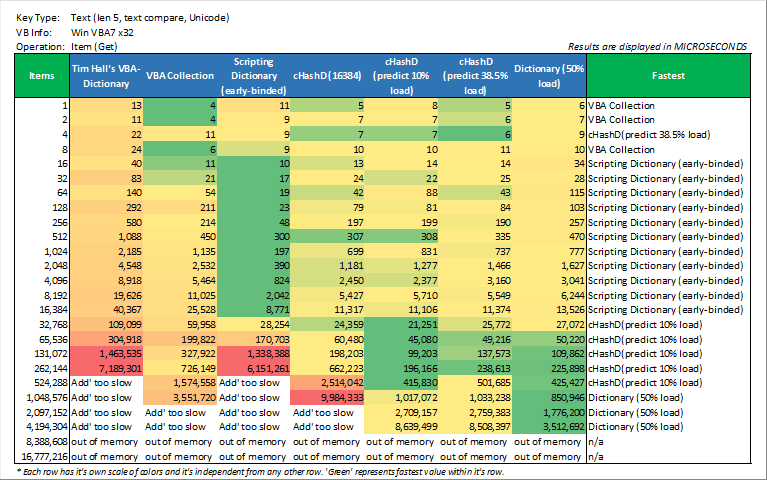 Key Type: Text (len 5, text compare, Unicode)
VB Info: Win VBA7 x32
Operation: Item (Get)
Results are displayed in MICROSECONDS
Items Tim Hall's VBA-Dictionary VBA Collection Scripting Dictionary (early-binded) cHashD(16384) cHashD (predict 10% load) cHashD (predict 38.5% load) Dictionary (50% load) Fastest
1 13 4 11 5 8 5 6 VBA Collection
2 11 4 9 7 7 6 7 VBA Collection
4 22 11 9 7 7 6 9 cHashD(predict 38.5% load)
8 24 6 9 10 10 11 10 VBA Collection
16 40 11 10 13 14 14 34 Scripting Dictionary (early-binded)
32 83 21 17 24 22 25 28 Scripting Dictionary (early-binded)
64 140 54 19 42 88 43 115 Scripting Dictionary (early-binded)
128 292 211 23 79 81 84 103 Scripting Dictionary (early-binded)
256 580 214 48 197 199 190 257 Scripting Dictionary (early-binded)
512 1,088 450 300 307 308 335 470 Scripting Dictionary (early-binded)
1,024 2,185 1,135 197 699 831 737 777 Scripting Dictionary (early-binded)
2,048 4,548 2,532 390 1,181 1,277 1,466 1,627 Scripting Dictionary (early-binded)
4,096 8,918 5,464 824 2,450 2,377 3,160 3,041 Scripting Dictionary (early-binded)
8,192 19,626 11,025 2,042 5,427 5,710 5,549 6,244 Scripting Dictionary (early-binded)
16,384 40,367 25,528 8,771 11,317 11,106 11,374 13,526 Scripting Dictionary (early-binded)
32,768 109,099 59,958 28,254 24,359 21,251 25,772 27,072 cHashD(predict 10% load)
65,536 304,918 199,822 170,703 60,480 45,080 49,216 50,220 cHashD(predict 10% load)
131,072 1,463,535 327,922 1,338,388 198,203 99,203 137,573 109,862 cHashD(predict 10% load)
262,144 7,189,301 726,149 6,151,261 662,223 196,166 238,613 225,898 cHashD(predict 10% load)
524,288 Add' too slow 1,574,558 Add' too slow 2,514,042 415,830 501,685 425,427 cHashD(predict 10% load)
1,048,576 Add' too slow 3,551,720 Add' too slow 9,984,333 1,017,072 1,033,238 850,946 Dictionary (50% load)
2,097,152 Add' too slow Add' too slow Add' too slow Add' too slow 2,709,157 2,759,383 1,776,200 Dictionary (50% load)
4,194,304 Add' too slow Add' too slow Add' too slow Add' too slow 8,639,499 8,508,397 3,512,692 Dictionary (50% load)
8,388,608 out of memory out of memory out of memory out of memory out of memory out of memory out of memory n/a
16,777,216 out of memory out of memory out of memory out of memory out of memory out of memory out of memory n/a
* Each row has it's own scale of colors and it's independent from any other row. 'Green' represents fastest value within it's row.